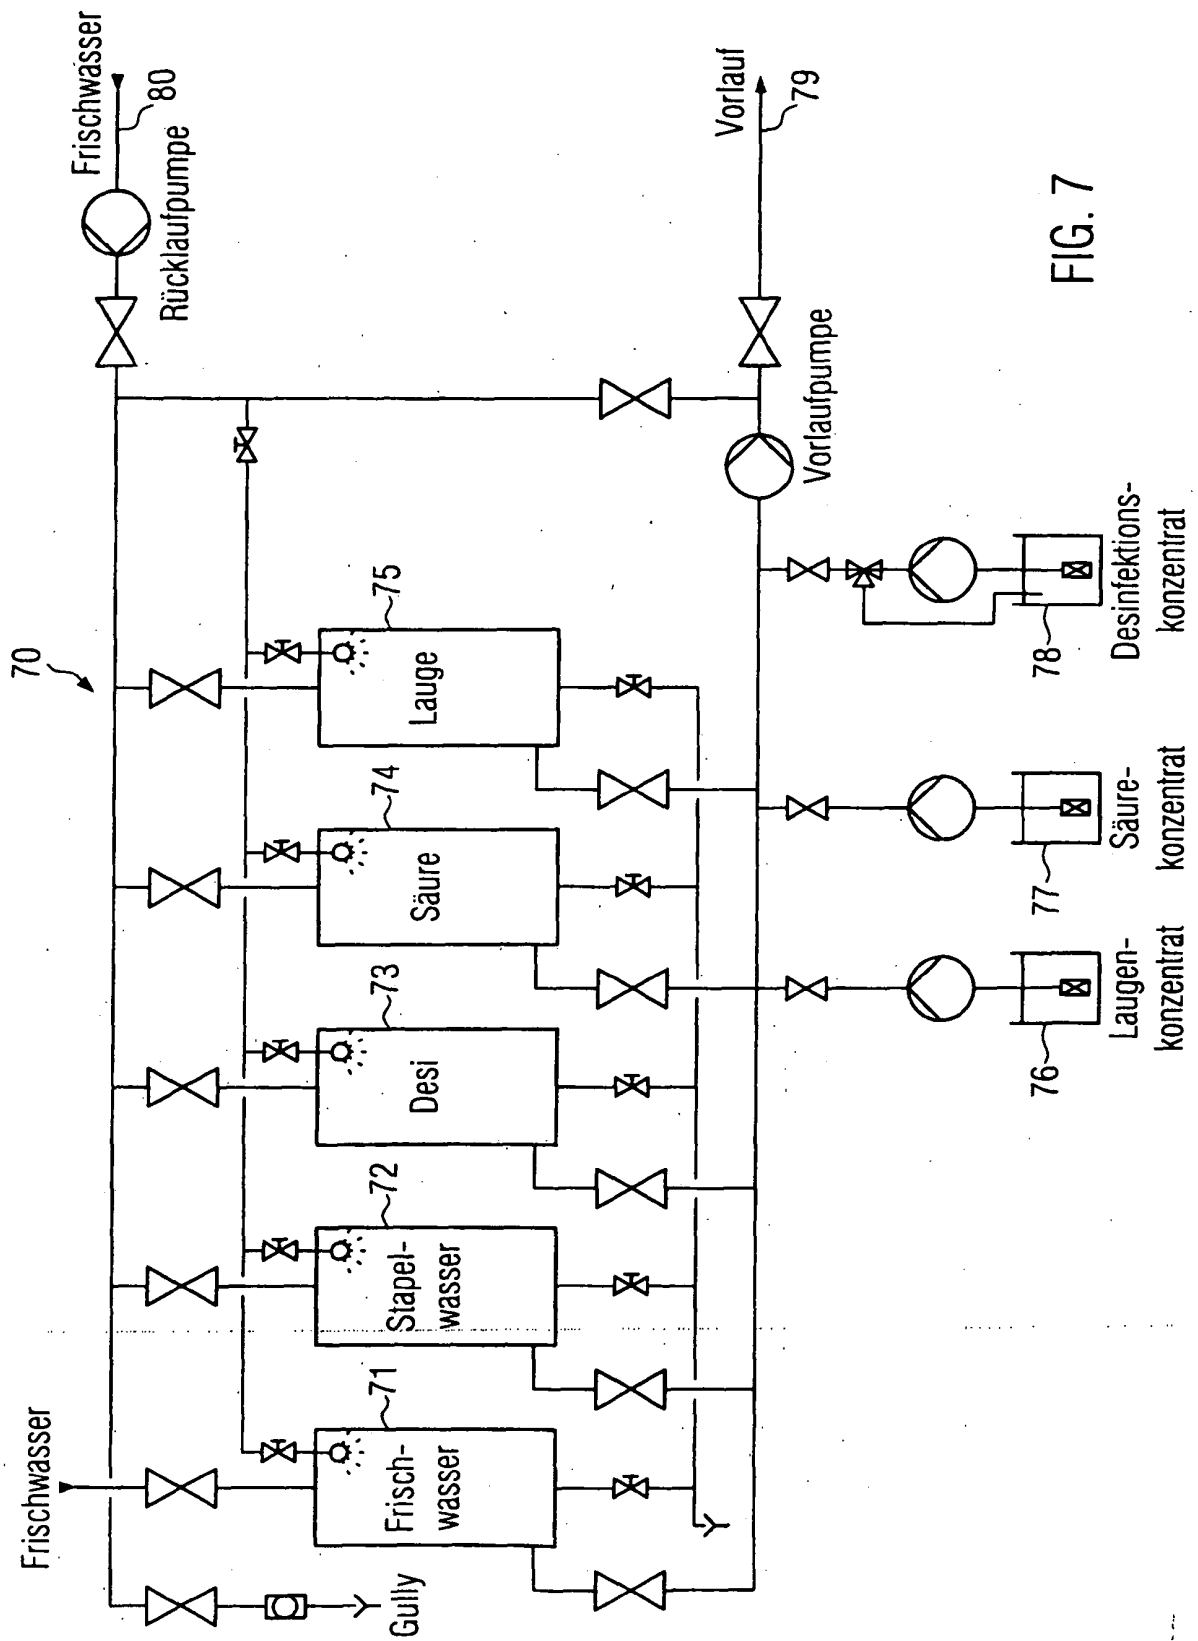 70
Frischwasser
Frischwasser
80
Rücklaufpumpe
Gully
71
Frisch-
wasser
72
Stapel-
wasser
73
Desi
74
Säure
75
Lauge
Vorlauf
79
Vorlaufpumpe
76
Laugen-
konzentrat
77
Säure-
konzentrat
78
Desinfektions-
konzentrat
FIG. 7